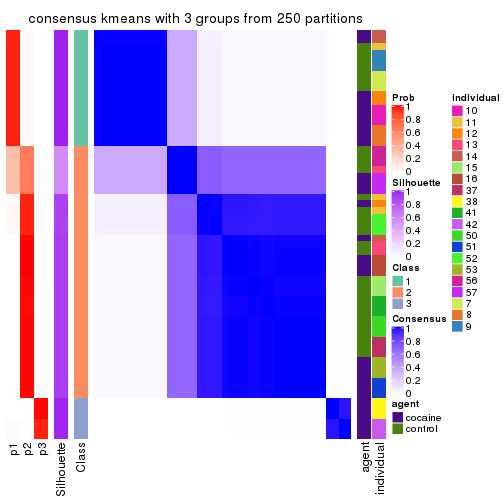 consensus kmeans with 3 groups from 250 partitions
p1
p2
p3
Silhouette
Class
agent
individual
Prob
1
0.8
0.6
0.4
0.2
0
Silhouette
1
0.8
0.6
0.4
0.2
0
Class
1
2
3
Consensus
1
0.8
0.6
0.4
0.2
0
agent
cocaine
control
individual
10
11
12
13
14
15
16
37
38
41
42
50
51
52
53
56
57
7
8
9